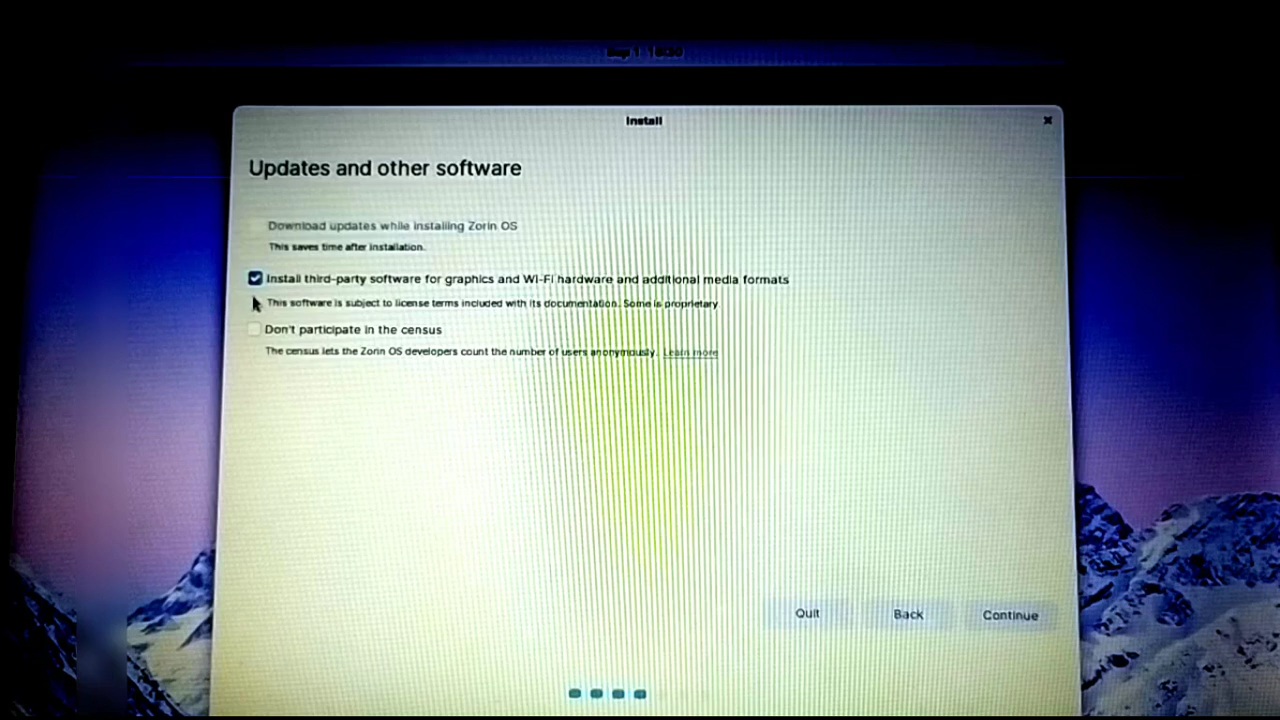 Install
Updates and other software
Download updates while installing Zorin OS
This saves time after installation.
Install third-party software for graphics and Wi-Fi hardware and additional media formats
This software is subject to license terms included with its documentation. Some is proprietary
Don't participate in the census
The census lets the Zorin OS developers count the number of users anonymously. Learn more
Quit
Back
Continue